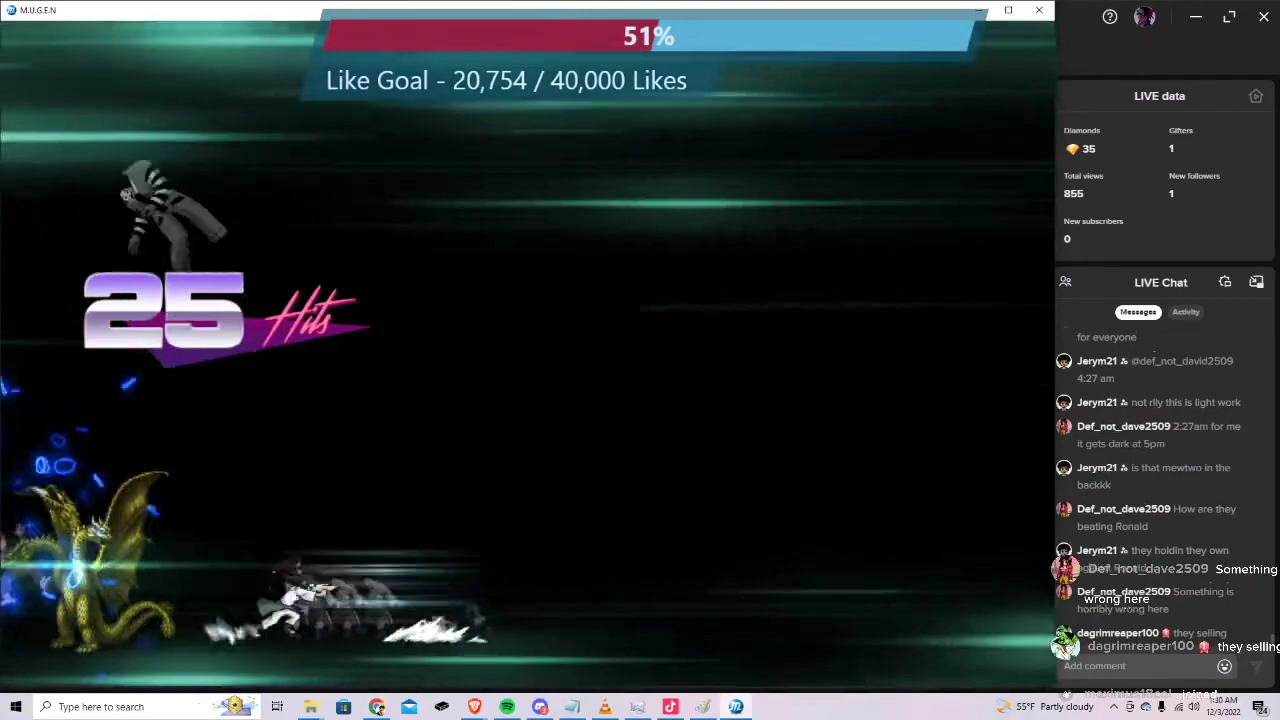 M.U.G.E.N
51%
Like Goal - 20,754 / 40,000 Likes
25 Hits
LIVE data
Diamonds
35
Gifters
1
Total views
855
New followers
1
New subscribers
0
LIVE Chat
Messages
Activity
for everyone
Jerym21 @def_not_david2509
4:27 am
Jerym21 not rlly this is light work
Def_not_dave2509 2:27am for me
it gets dark at 5pm
Jerym21 is that mewtwo in the
backkk
Def_not_dave2509 How are they
beating Ronald
Jerym21 they holdin they own
Def_not_dave2509 Something
wrong here
Def_not_dave2509 Something is
horribly wrong here
dagrimreaper100 they selling
dagrimreaper100 they selling
Add comment
joined
Type here to search
55°F Partly cloudy
12/3/2022